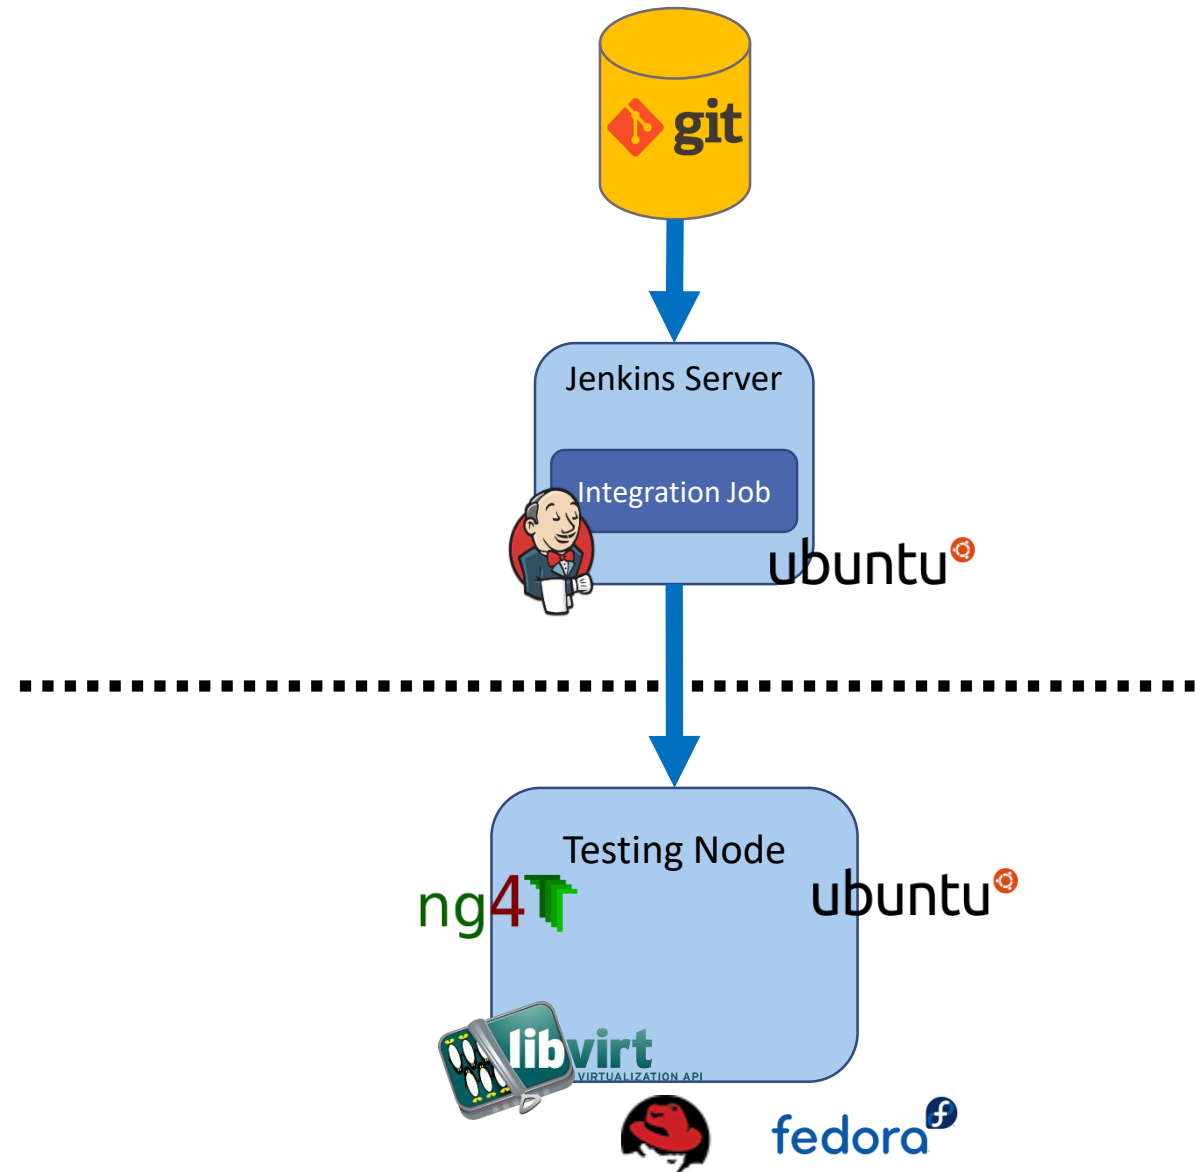 git
Jenkins Server
Integration Job
ubuntu
Testing Node
ubuntu
ng4T
libvirt
VIRTUALIZATION API
fedora